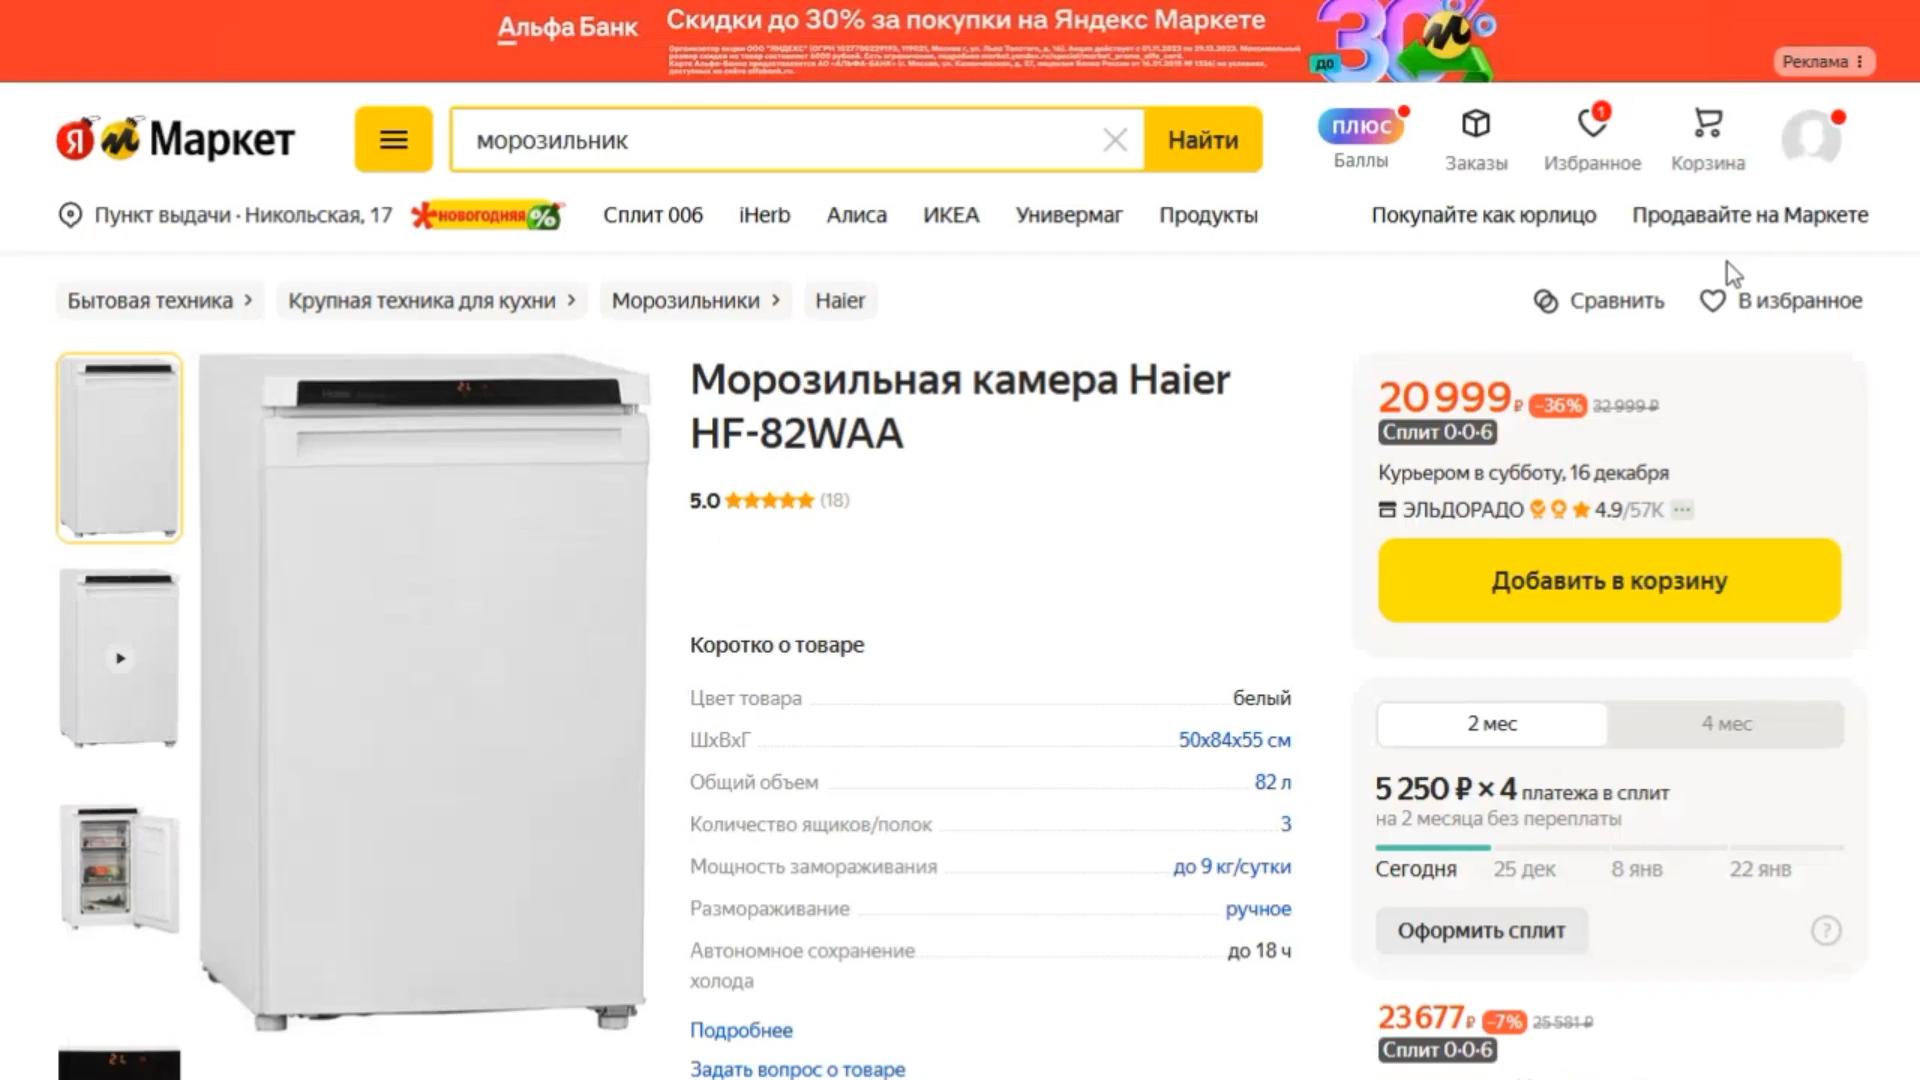 Альфа Банк
Скидки до 30% за покупки на Яндекс Маркете
до 30%
Реклама
Я М Маркет
морозильник
Найти
плюс
Баллы
Заказы
1
Избранное
Корзина
Пункт выдачи · Никольская, 17
НОВОГОДНЯЯ %
Сплит 006
iHerb
Алиса
ИКЕА
Универмаг
Продукты
Покупайте как юрлицо
Продавайте на Маркете
Бытовая техника
Крупная техника для кухни
Морозильники
Haier
Сравнить
В избранное
Морозильная камера Haier
HF-82WAA
5.0 (18)
Коротко о товаре
Цвет товара белый
ШхВхГ 50х84х55 см
Общий объем 82 л
Количество ящиков/полок 3
Мощность замораживания до 9 кг/сутки
Размораживание ручное
Автономное сохранение
холода
до 18 ч
Подробнее
Задать вопрос о товаре
20 999 ₽ -36% 32 999 ₽
Сплит 0-0-6
Курьером в субботу, 16 декабря
ЭЛЬДОРАДО 4.9/57K
Добавить в корзину
2 мес
4 мес
5 250 ₽ × 4 платежа в сплит
на 2 месяца без переплаты
Сегодня 25 дек 8 янв 22 янв
Оформить сплит
?
23 677 ₽ -7% 25 581 ₽
Сплит 0-0-6